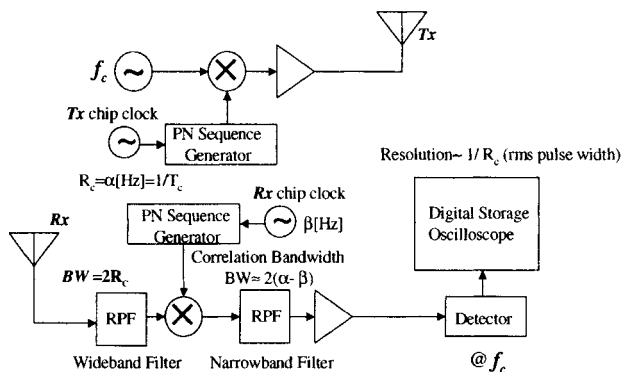 Tx
f_c
Tx chip clock
PN Sequence
Generator
Resolution~ 1/ R_c (rms pulse width)
R_c=α[Hz]=1/T_c
Rx chip clock
PN Sequence
Generator
β[Hz]
Digital Storage
Oscilloscope
Rx
Correlation Bandwidth
BW =2R_c
BW= 2(α- β)
RPF
RPF
Detector
Wideband Filter
Narrowband Filter
@ f_c